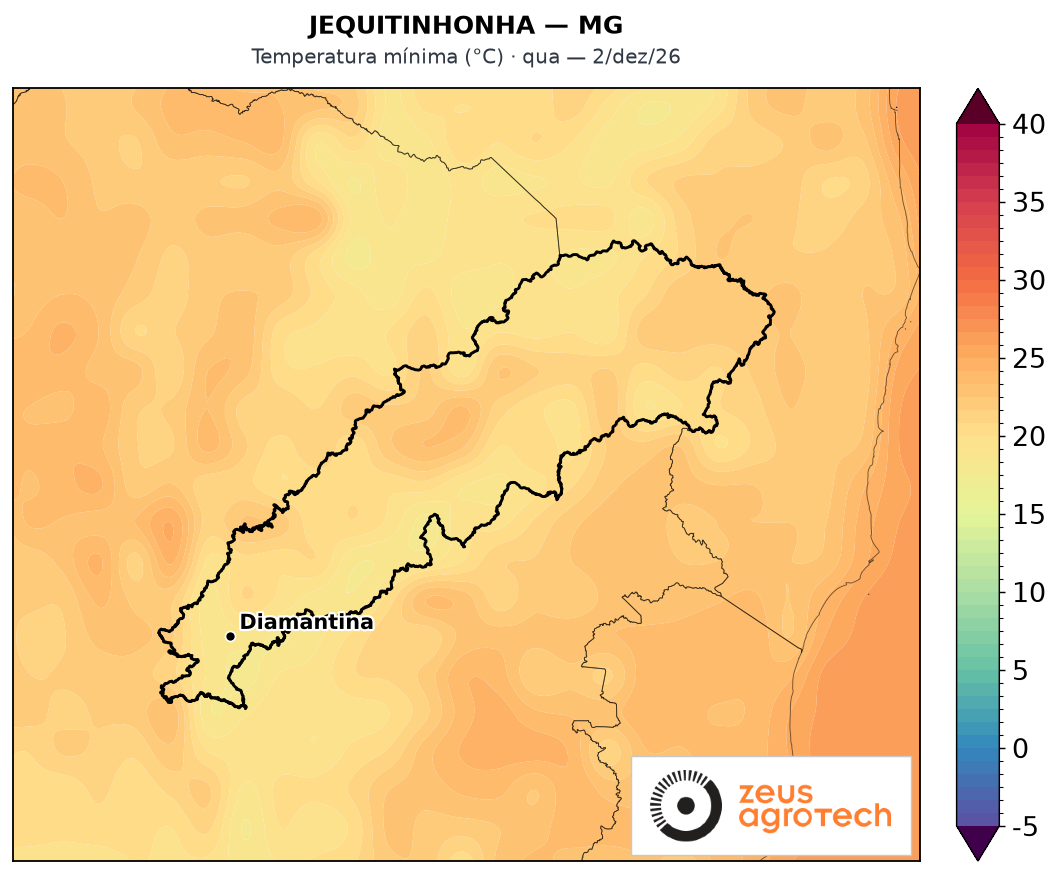 JEQUITINHONHA — MG
Temperatura mínima (°C) · qua — 2/dez/26
40
35
30
25
20
15
10
5
0
-5
Diamantina
zeus
agrotech